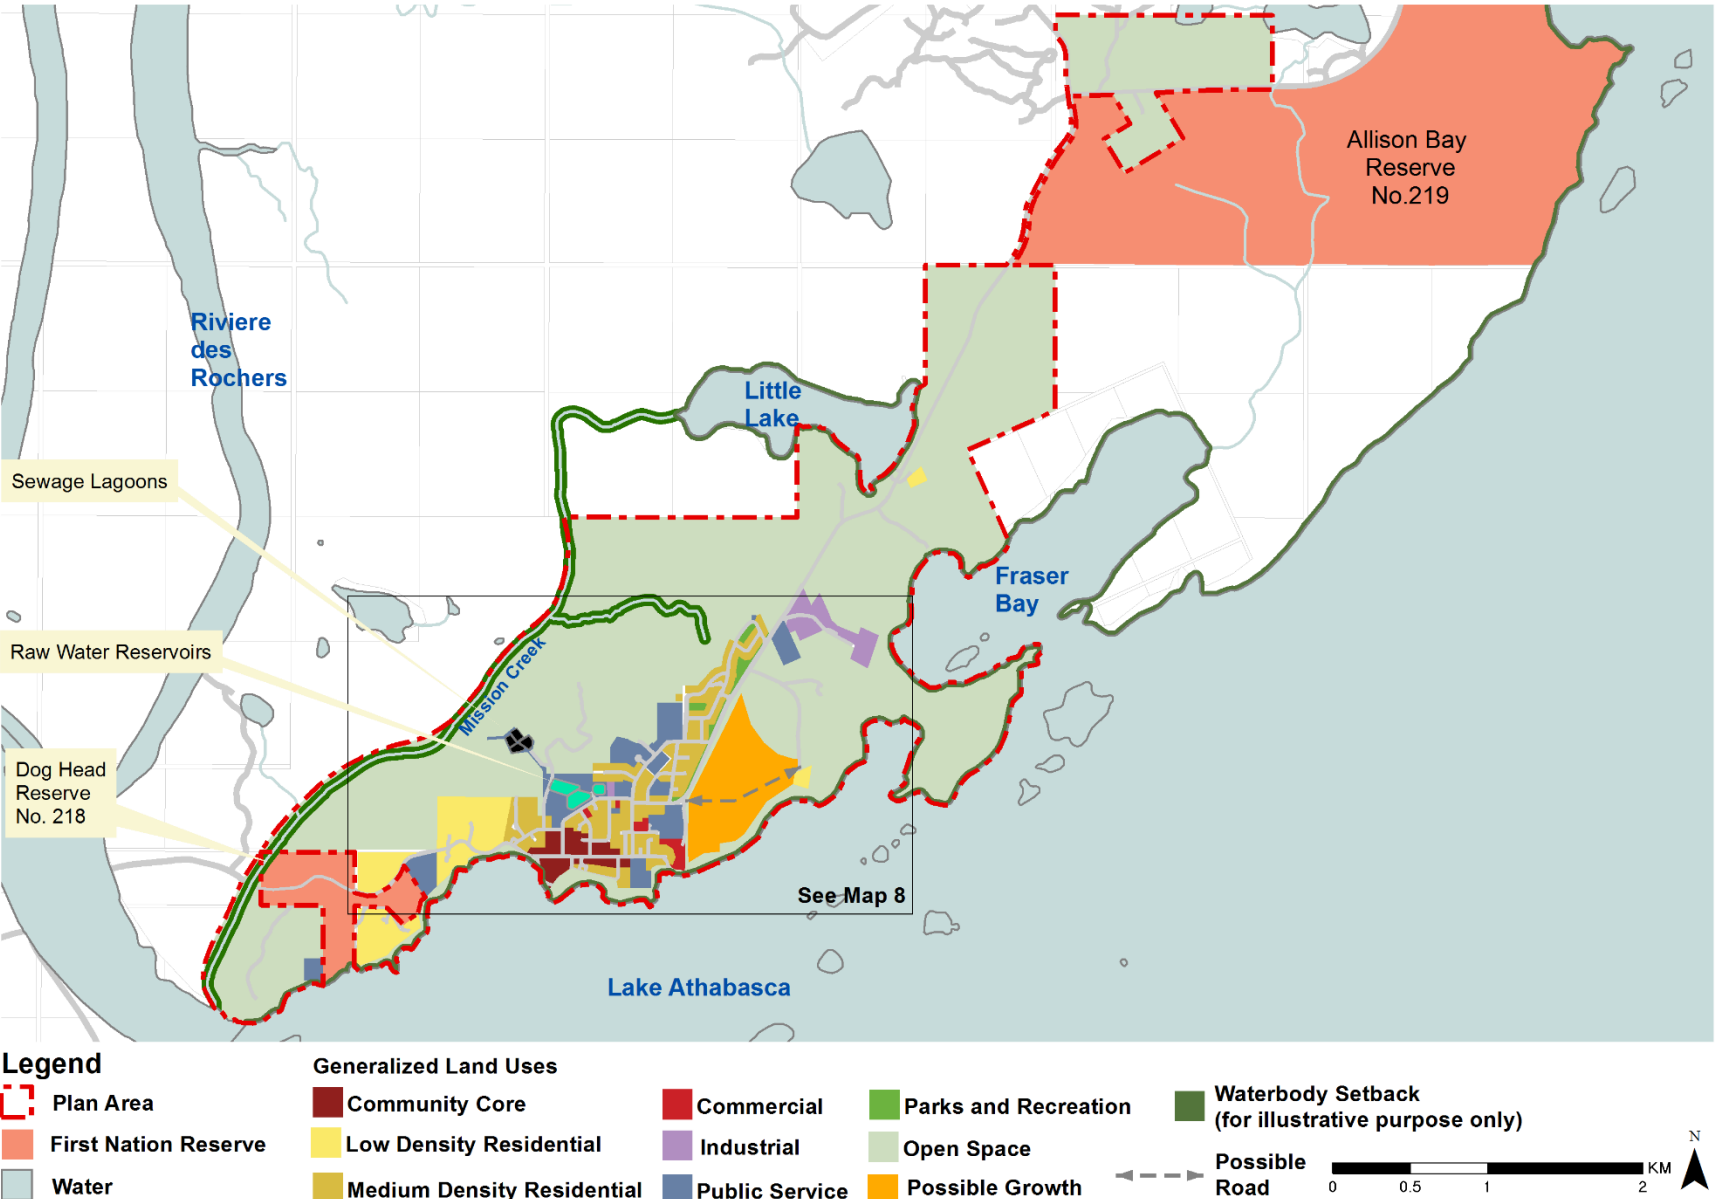 Allison Bay
Reserve
No.219
Riviere
des
Rochers
Little
Lake
Sewage Lagoons
Fraser
Bay
Raw Water Reservoirs
Mission Creek
Dog Head
Reserve
No. 218
See Map 8
Lake Athabasca
Legend
Plan Area
First Nation Reserve
Water
Generalized Land Uses
Community Core
Low Density Residential
Medium Density Residential
Commercial
Industrial
Public Service
Parks and Recreation
Open Space
Possible Growth
Waterbody Setback
(for illustrative purpose only)
Possible
Road
KM
0 0.5 1 2
N